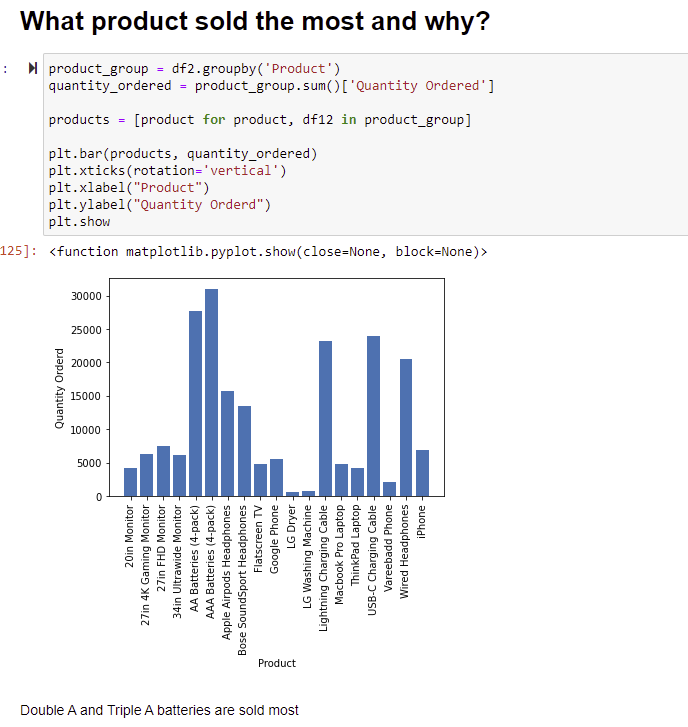 What product sold the most and why?
: product_group = df2.groupby('Product')
quantity_ordered = product_group.sum()['Quantity Ordered']
products = [product for product, df12 in product_group]
plt.bar(products, quantity_ordered)
plt.xticks(rotation='vertical')
plt.xlabel("Product")
plt.ylabel("Quantity Orderd")
plt.show
125]: <function matplotlib.pyplot.show(close=None, block=None)>
30000
25000
20000
15000
10000
5000
0
Quantity Orderd
20in Monitor
27in 4K Gaming Monitor
27in FHD Monitor
34in Ultrawide Monitor
AA Batteries (4-pack)
AAA Batteries (4-pack)
Apple Airpods Headphones
Bose SoundSport Headphones
Flatscreen TV
Google Phone
LG Dryer
LG Washing Machine
Lightning Charging Cable
Macbook Pro Laptop
ThinkPad Laptop
USB-C Charging Cable
Vareebadd Phone
Wired Headphones
iPhone
Product
Double A and Triple A batteries are sold most